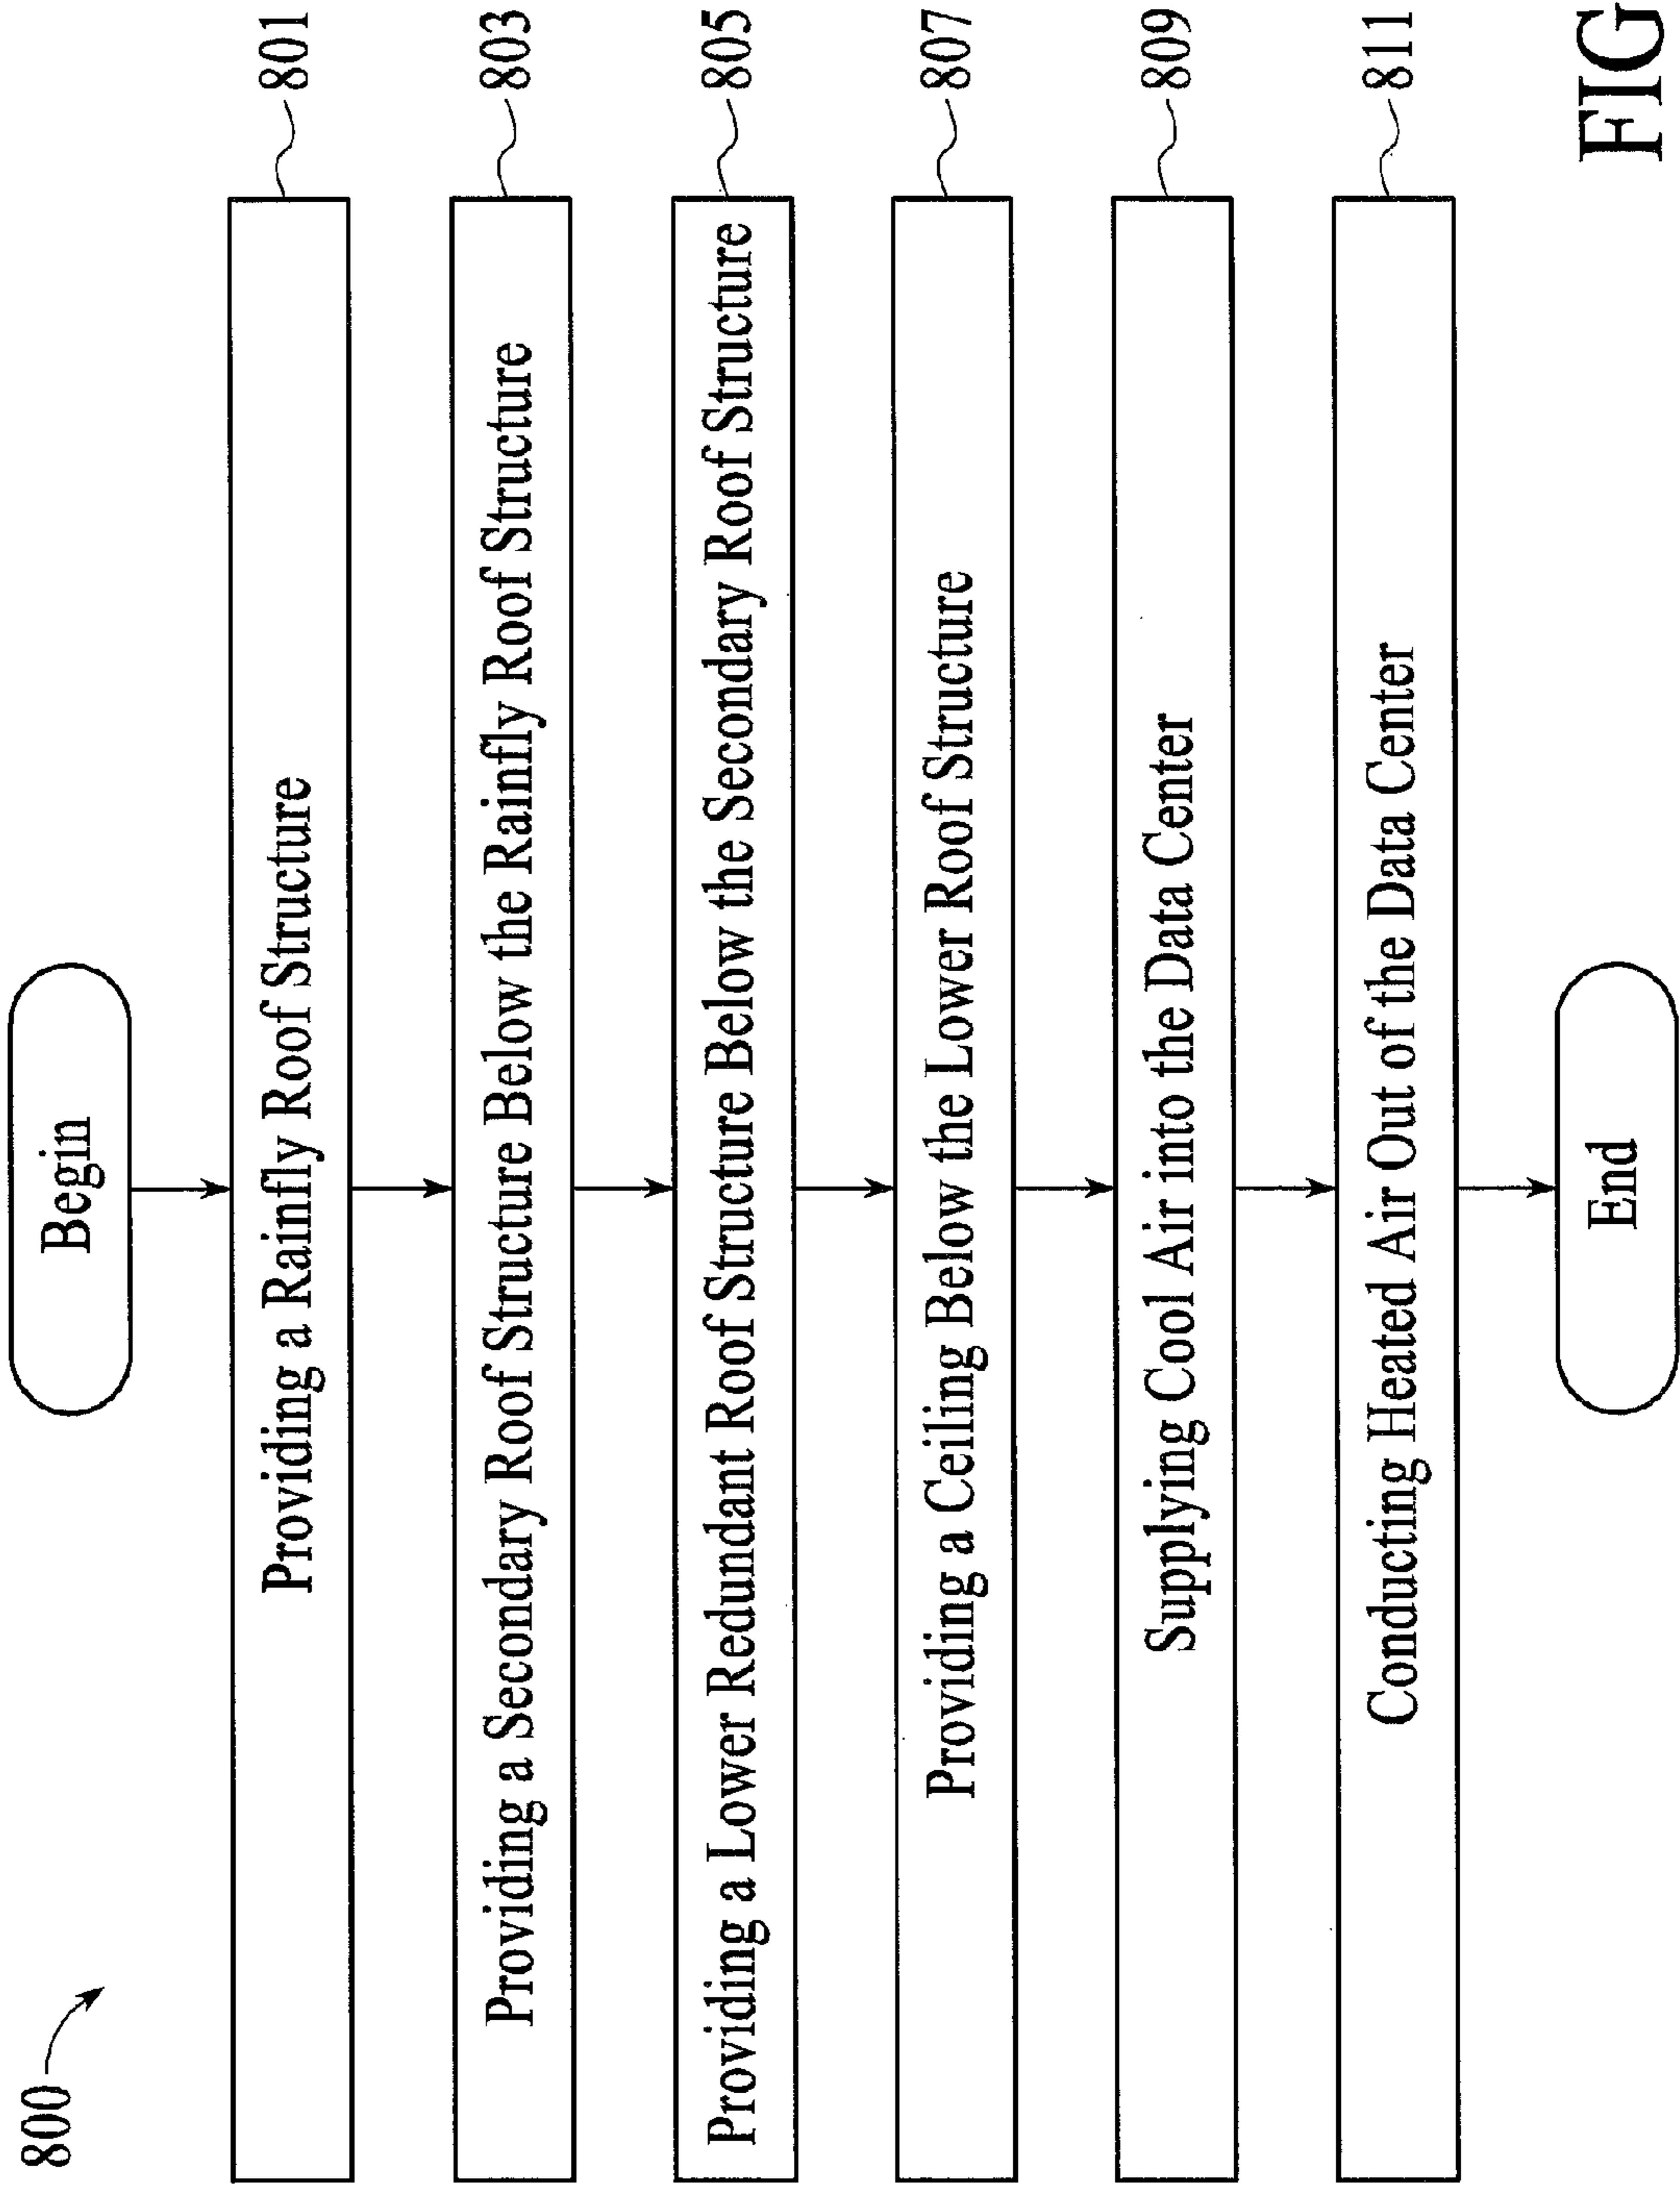 800
Begin
Providing a Rainfly Roof Structure
801
Providing a Secondary Roof Structure Below the Rainfly Roof Structure
803
Providing a Lower Redundant Roof Structure Below the Secondary Roof Structure
805
Providing a Ceiling Below the Lower Roof Structure
807
Supplying Cool Air into the Data Center
809
Conducting Heated Air Out of the Data Center
811
End
FIG